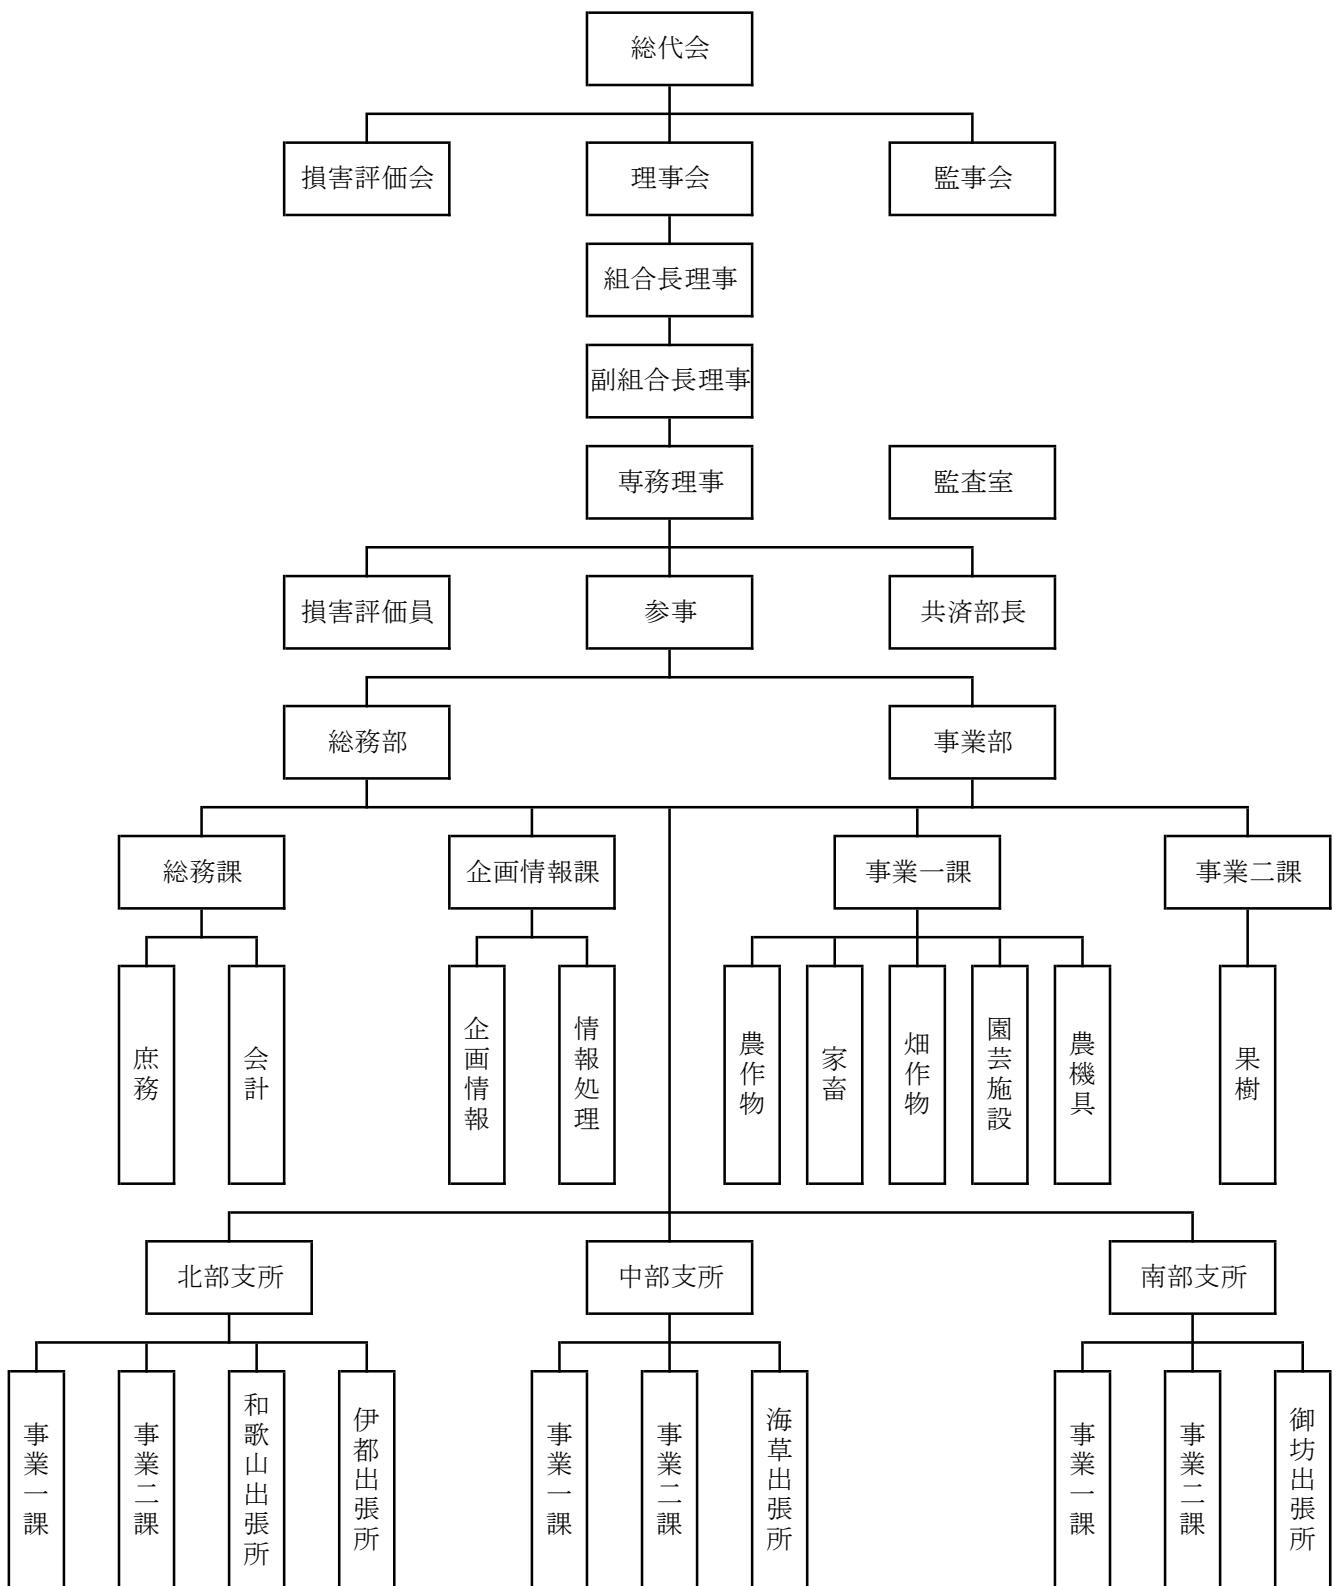 総代会
損害評価会
理事会
監事会
組合長理事
副組合長理事
専務理事
監査室
損害評価員
参事
共済部長
総務部
事業部
総務課
企画情報課
事業一課
事業二課
庶務
会計
企画情報
情報処理
農作物
家畜
畑作物
園芸施設
農機具
果樹
北部支所
中部支所
南部支所
事業一課
事業二課
和歌山出張所
伊都出張所
事業一課
事業二課
海草出張所
事業一課
事業二課
御坊出張所